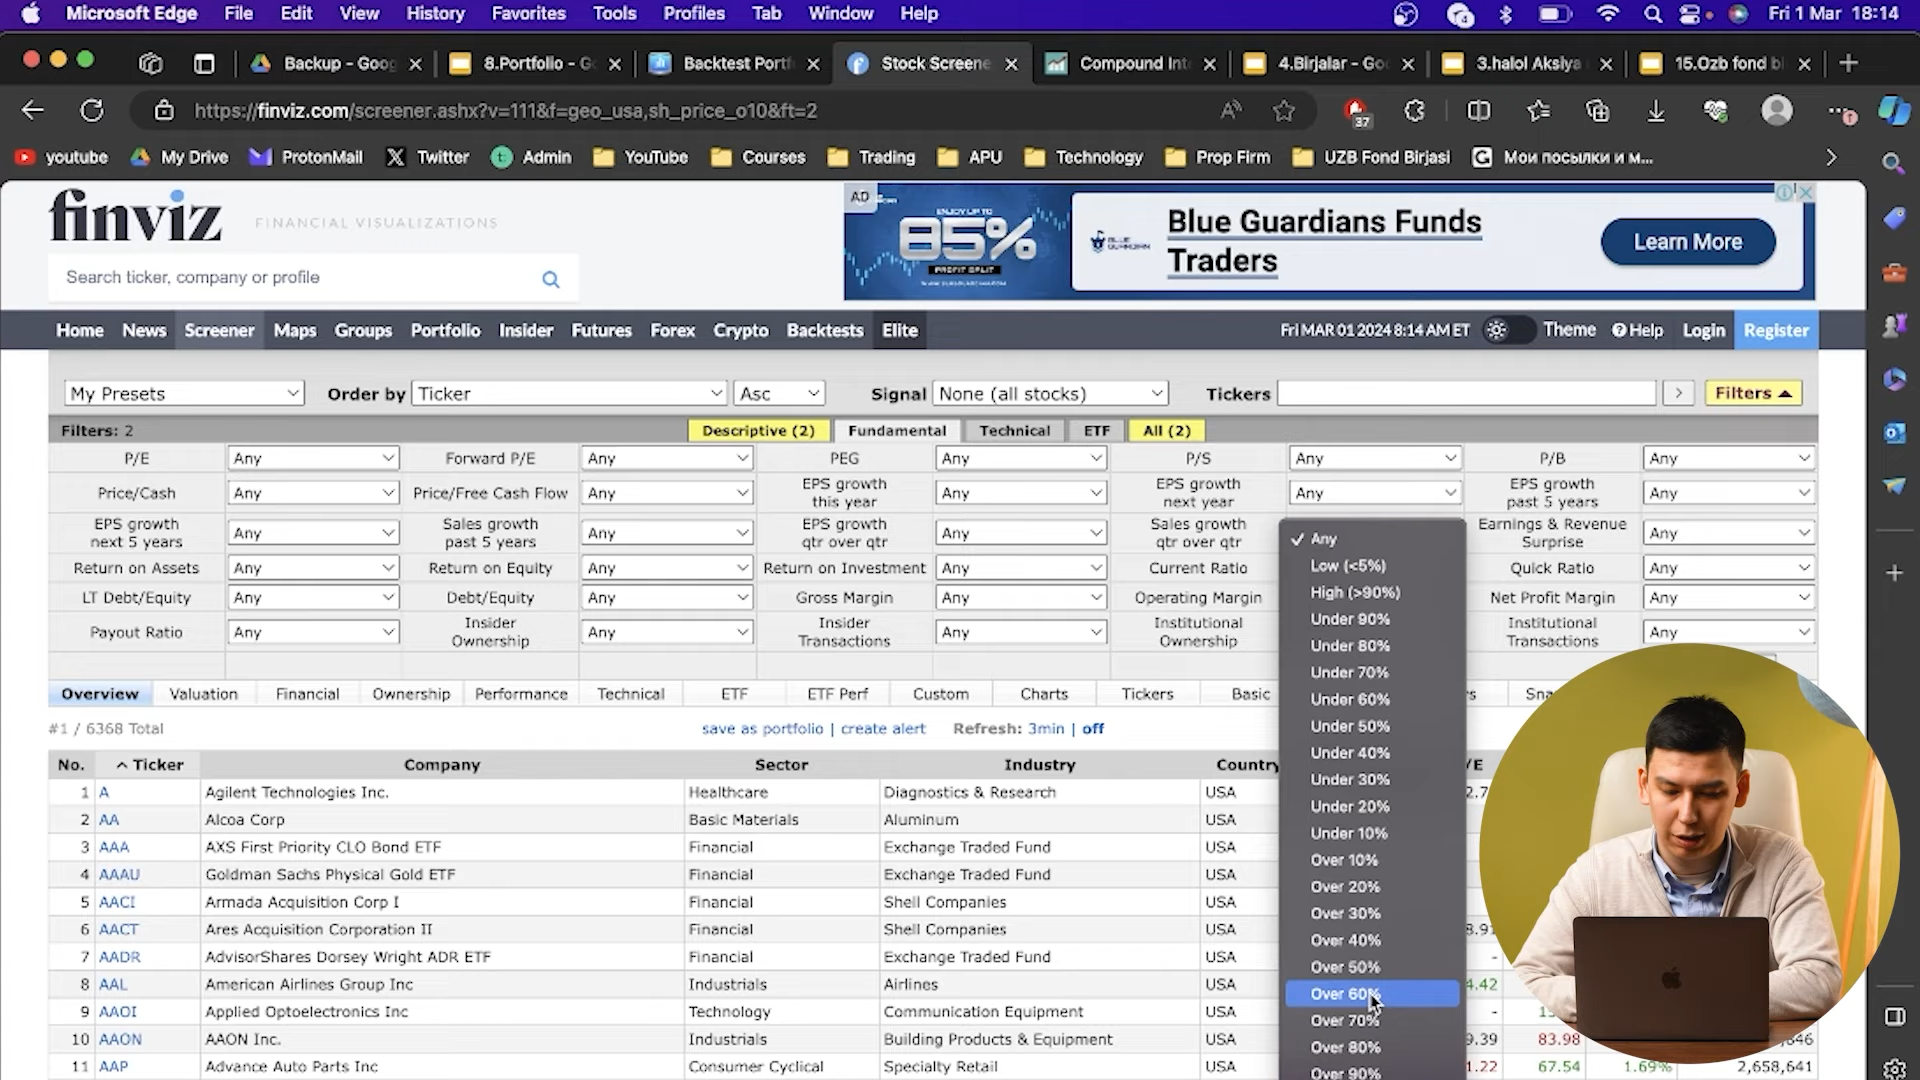 Microsoft Edge File Edit View History Favorites Tools Profiles Tab Window Help Fri 1 Mar 18:14
Backup - Goog 8.Portfolio - G Backtest Portf Stock Screene Compound Int 4.Birjalar - Goo 3.halol Aksiya 15.Ozb fond bi
https://finviz.com/screener.ashx?v=111&f=geo_usa,sh_price_o10&ft=2
37
youtube My Drive ProtonMail Twitter Admin YouTube Courses Trading APU Technology Prop Firm UZB Fond Birjasi Мои посылки и м...
finviz FINANCIAL VISUALIZATIONS
AD
ENJOY UP TO
85%
PROFIT SPLIT
BLUE GUARDIAN
Blue Guardians Funds
Traders
Learn More
Search ticker, company or profile
Home News Screener Maps Groups Portfolio Insider Futures Forex Crypto Backtests Elite Fri MAR 01 2024 8:14 AM ET Theme Help Login Register
My Presets Order by Ticker Asc Signal None (all stocks) Tickers > Filters
Filters: 2 Descriptive (2) Fundamental Technical ETF All (2)
P/E Any Forward P/E Any PEG Any P/S Any P/B Any
Price/Cash Any Price/Free Cash Flow Any EPS growth this year Any EPS growth next year Any EPS growth past 5 years Any
EPS growth next 5 years Any Sales growth past 5 years Any EPS growth qtr over qtr Any Sales growth qtr over qtr Earnings & Revenue Surprise Any
Return on Assets Any Return on Equity Any Return on Investment Any Current Ratio Quick Ratio Any
LT Debt/Equity Any Debt/Equity Any Gross Margin Any Operating Margin Net Profit Margin Any
Payout Ratio Any Insider Ownership Any Insider Transactions Any Institutional Ownership Institutional Transactions Any
Any
Low (<5%)
High (>90%)
Under 90%
Under 80%
Under 70%
Under 60%
Under 50%
Under 40%
Under 30%
Under 20%
Under 10%
Over 10%
Over 20%
Over 30%
Over 40%
Over 50%
Over 60%
Over 70%
Over 80%
Over 90%
Overview Valuation Financial Ownership Performance Technical ETF ETF Perf Custom Charts Tickers Basic
#1 / 6368 Total save as portfolio | create alert Refresh: 3min | off
No. Ticker Company Sector Industry Country
1 A Agilent Technologies Inc. Healthcare Diagnostics & Research USA
2 AA Alcoa Corp Basic Materials Aluminum USA
3 AAA AXS First Priority CLO Bond ETF Financial Exchange Traded Fund USA
4 AAAU Goldman Sachs Physical Gold ETF Financial Exchange Traded Fund USA
5 AACI Armada Acquisition Corp I Financial Shell Companies USA
6 AACT Ares Acquisition Corporation II Financial Shell Companies USA
7 AADR AdvisorShares Dorsey Wright ADR ETF Financial Exchange Traded Fund USA -
8 AAL American Airlines Group Inc Industrials Airlines USA 4.42
9 AAOI Applied Optoelectronics Inc Technology Communication Equipment USA -
10 AAON AAON Inc. Industrials Building Products & Equipment USA 9.39 83.98
11 AAP Advance Auto Parts Inc Consumer Cyclical Specialty Retail USA 1.22 67.54 1.69% 2,658,641